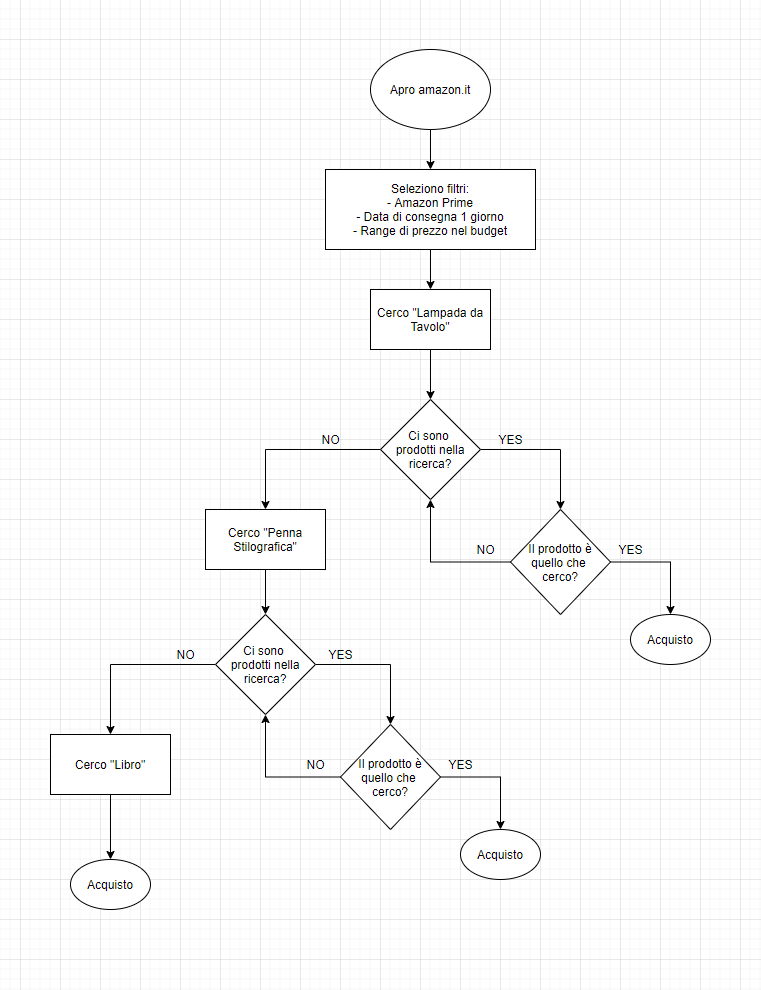 Apro amazon.it
Seleziono filtri:
- Amazon Prime
- Data di consegna 1 giorno
- Range di prezzo nel budget
Cerco "Lampada da
Tavolo"
Ci sono
prodotti nella
ricerca?
NO
YES
Cerco "Penna
Stilografica"
Il prodotto è
quello che
cerco?
NO
YES
Acquisto
Ci sono
prodotti nella
ricerca?
NO
YES
Cerco "Libro"
Il prodotto è
quello che
cerco?
NO
YES
Acquisto
Acquisto